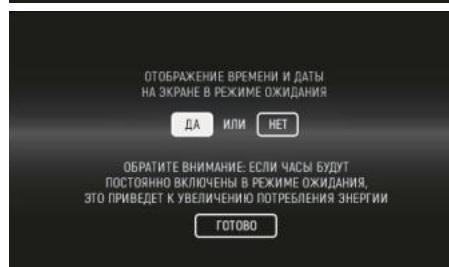 ОТОБРАЖЕНИЕ ВРЕМЕНИ И ДАТЫ
НА ЭКРАНЕ В РЕЖИМЕ ОЖИДАНИЯ
ДА ИЛИ НЕТ
ОБРАТИТЕ ВНИМАНИЕ: ЕСЛИ ЧАСЫ БУДУТ
ПОСТОЯННО ВКЛЮЧЕНЫ В РЕЖИМЕ ОЖИДАНИЯ,
ЭТО ПРИВЕДЕТ К УВЕЛИЧЕНИЮ ПОТРЕБЛЕНИЯ ЭНЕРГИИ
ГОТОВО